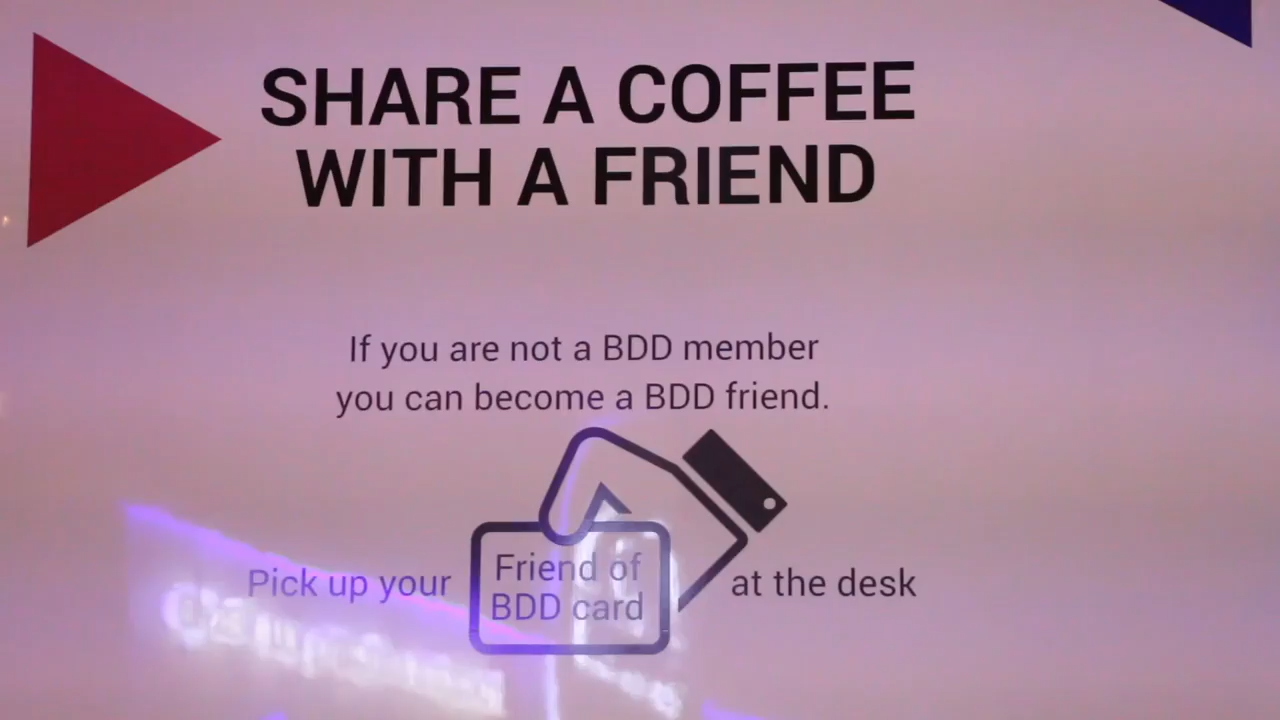 SHARE A COFFEE
WITH A FRIEND
If you are not a BDD member
you can become a BDD friend.
Pick up your
Friend of
BDD card
at the desk